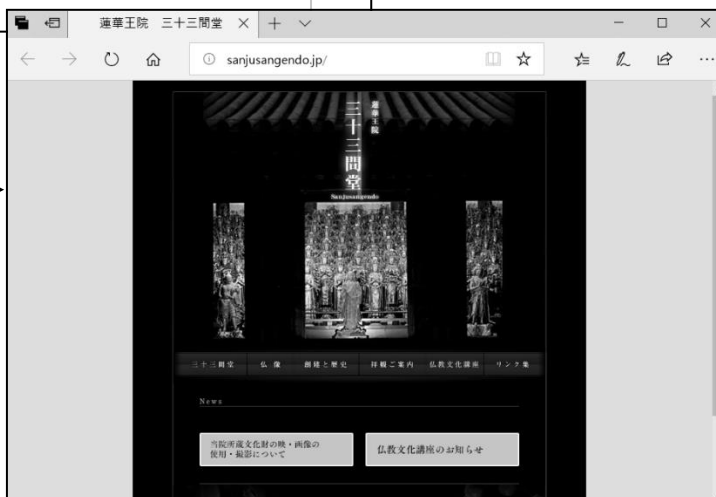 蓮華王院　三十三間堂
sanjusangendo.jp/
蓮華王院
三十三間堂
Sanjusangendo
三十三間堂　仏 像　創建と歴史　拝観ご案内　仏教文化講座　リンク集
News
当院所蔵文化財の映・画像の
使用・撮影について
仏教文化講座のお知らせ